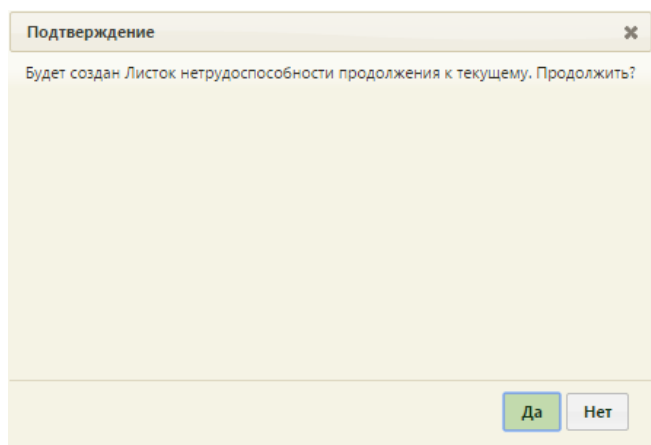 Подтверждение
Будет создан Листок нетрудоспособности продолжения к текущему. Продолжить?
Да Нет